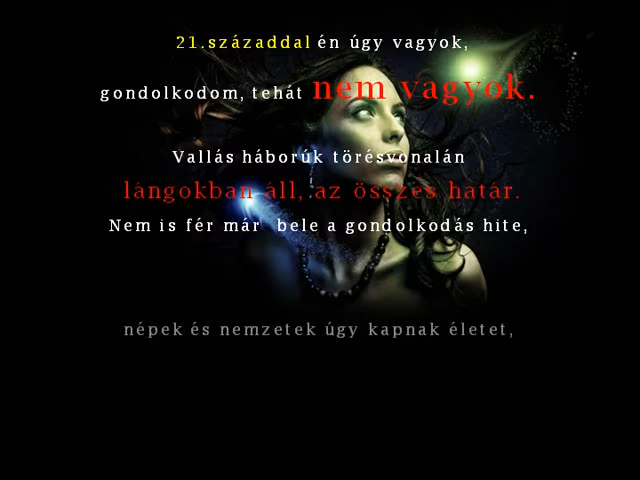 21.századdal én úgy vagyok,
gondolkodom, tehát nem vagyok.
Vallás háborúk törésvonalán
lángokban áll, az összes határ.
Nem is fér már bele a gondolkodás hite,
népek és nemzetek úgy kapnak életet,